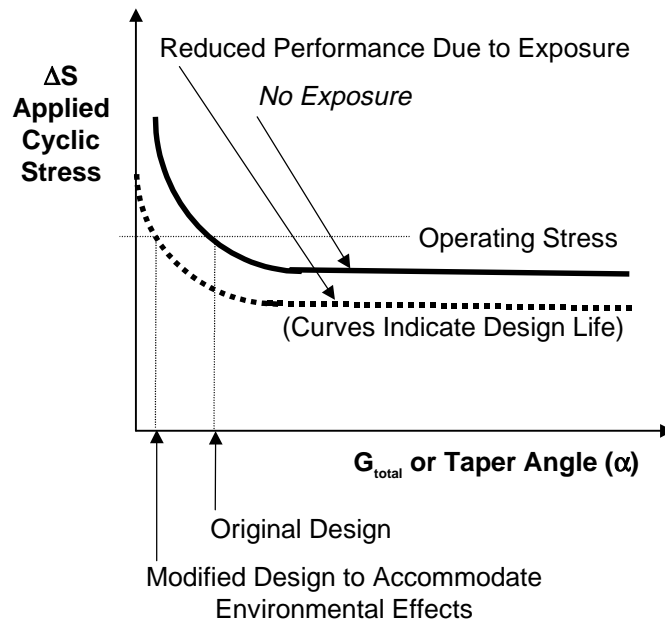 Reduced Performance Due to Exposure
ΔS
Applied
Cyclic
Stress
No Exposure
Operating Stress
(Curves Indicate Design Life)
G_total or Taper Angle (α)
Original Design
Modified Design to Accommodate
Environmental Effects